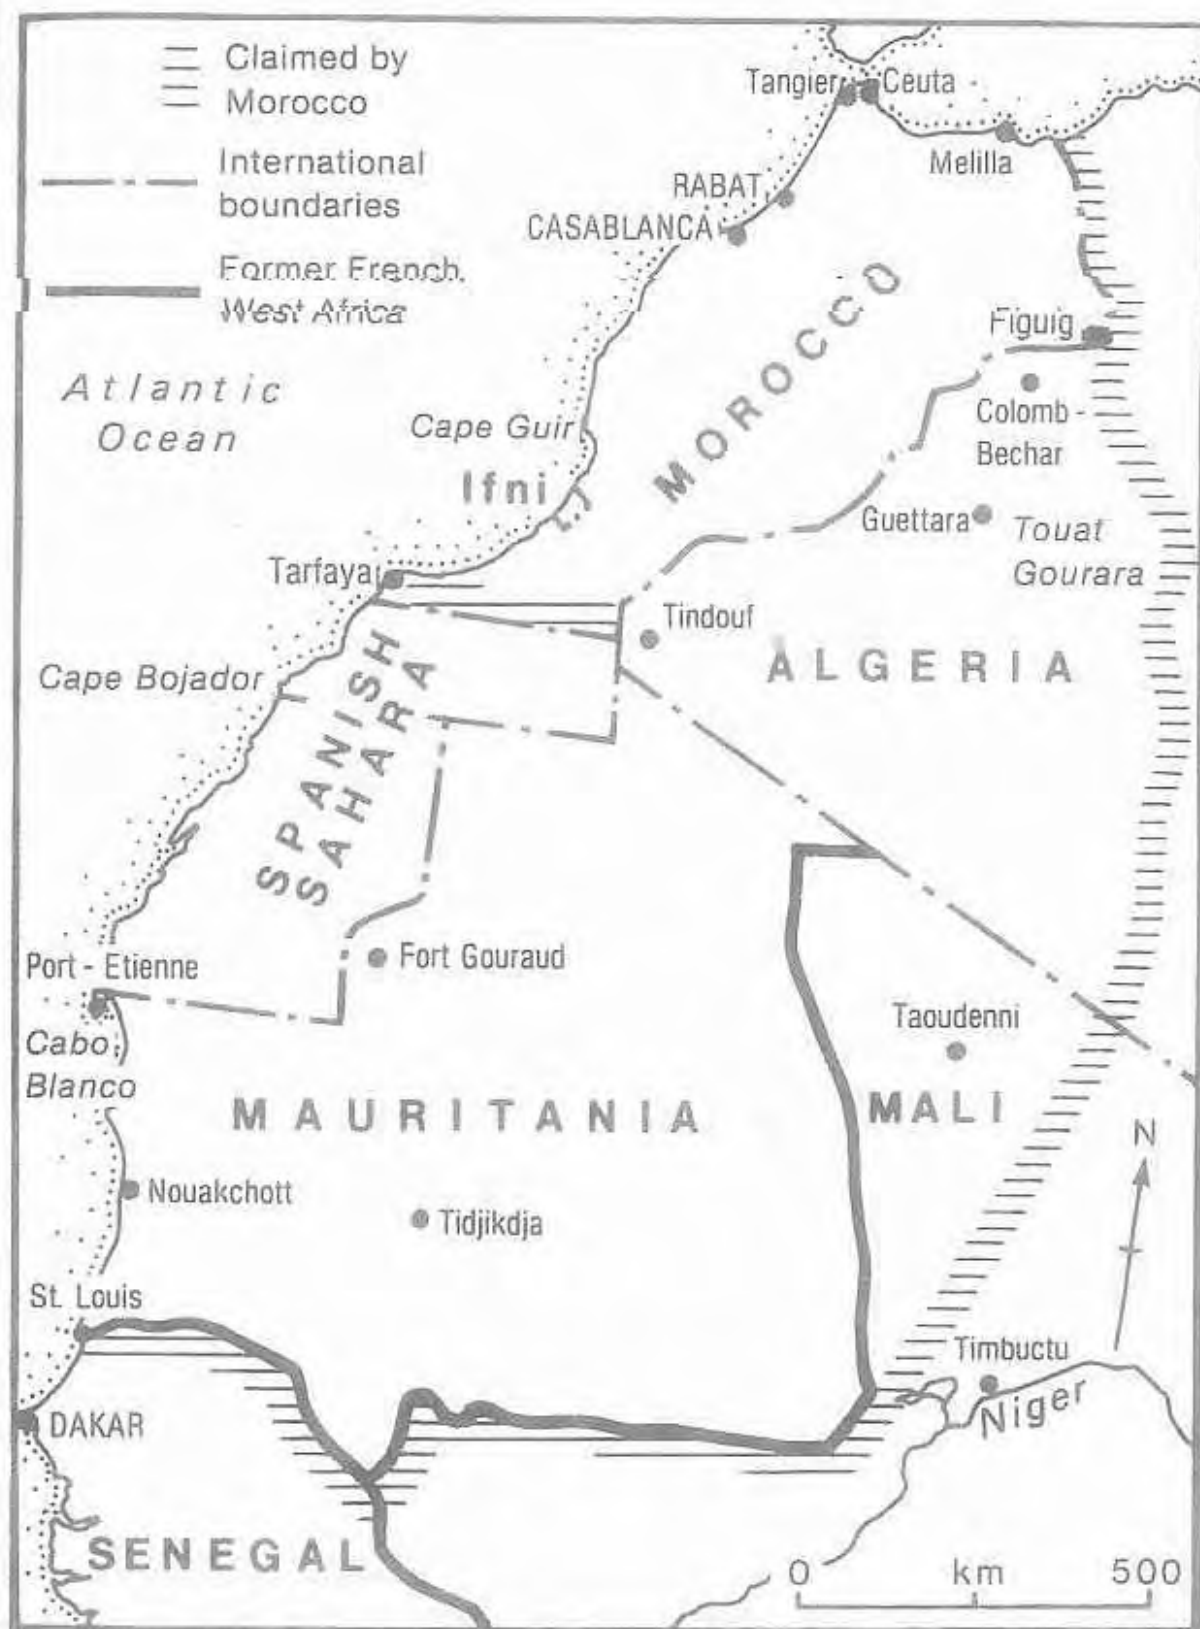 Claimed by
Morocco
International
boundaries
Former French
West Africa
Atlantic
Ocean
Tangier
Ceuta
Melilla
RABAT
CASABLANCA
MOROCCO
Figuig
Colomb-
Bechar
Cape Guir
Ifni
Guettara
Touat
Gourara
Tarfaya
Tindouf
ALGERIA
Cape Bojador
SPANISH
SAHARA
Port-Etienne
Fort Gouraud
Cabo
Blanco
Taoudenni
MAURITANIA
MALI
N
Nouakchott
Tidjikdja
St. Louis
Timbuctu
Niger
DAKAR
SENEGAL
0 km 500